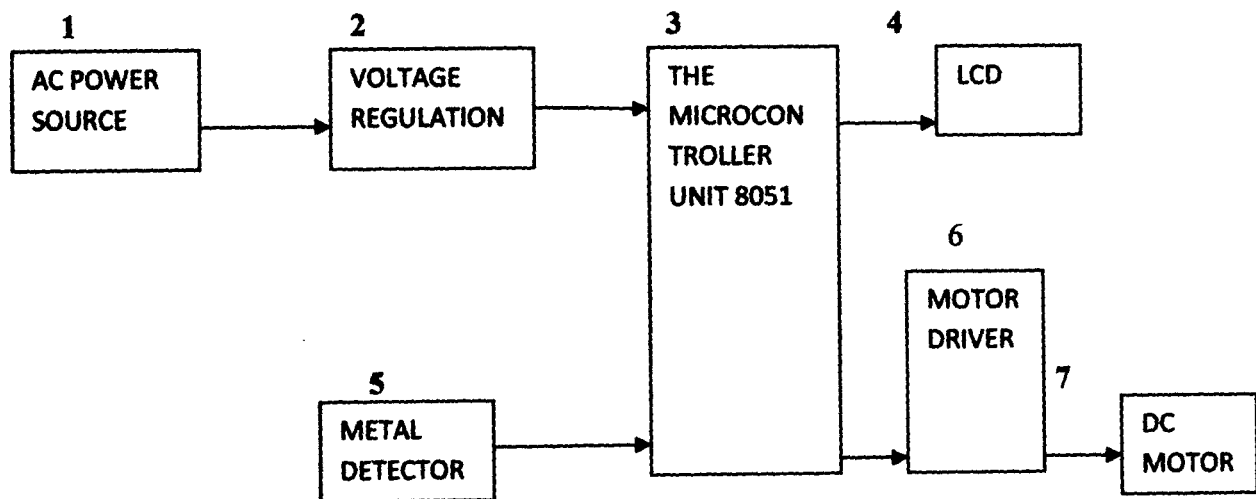 1
AC POWER
SOURCE
2
VOLTAGE
REGULATION
3
THE
MICROCON
TROLLER
UNIT 8051
4
LCD
5
METAL
DETECTOR
6
MOTOR
DRIVER
7
DC
MOTOR